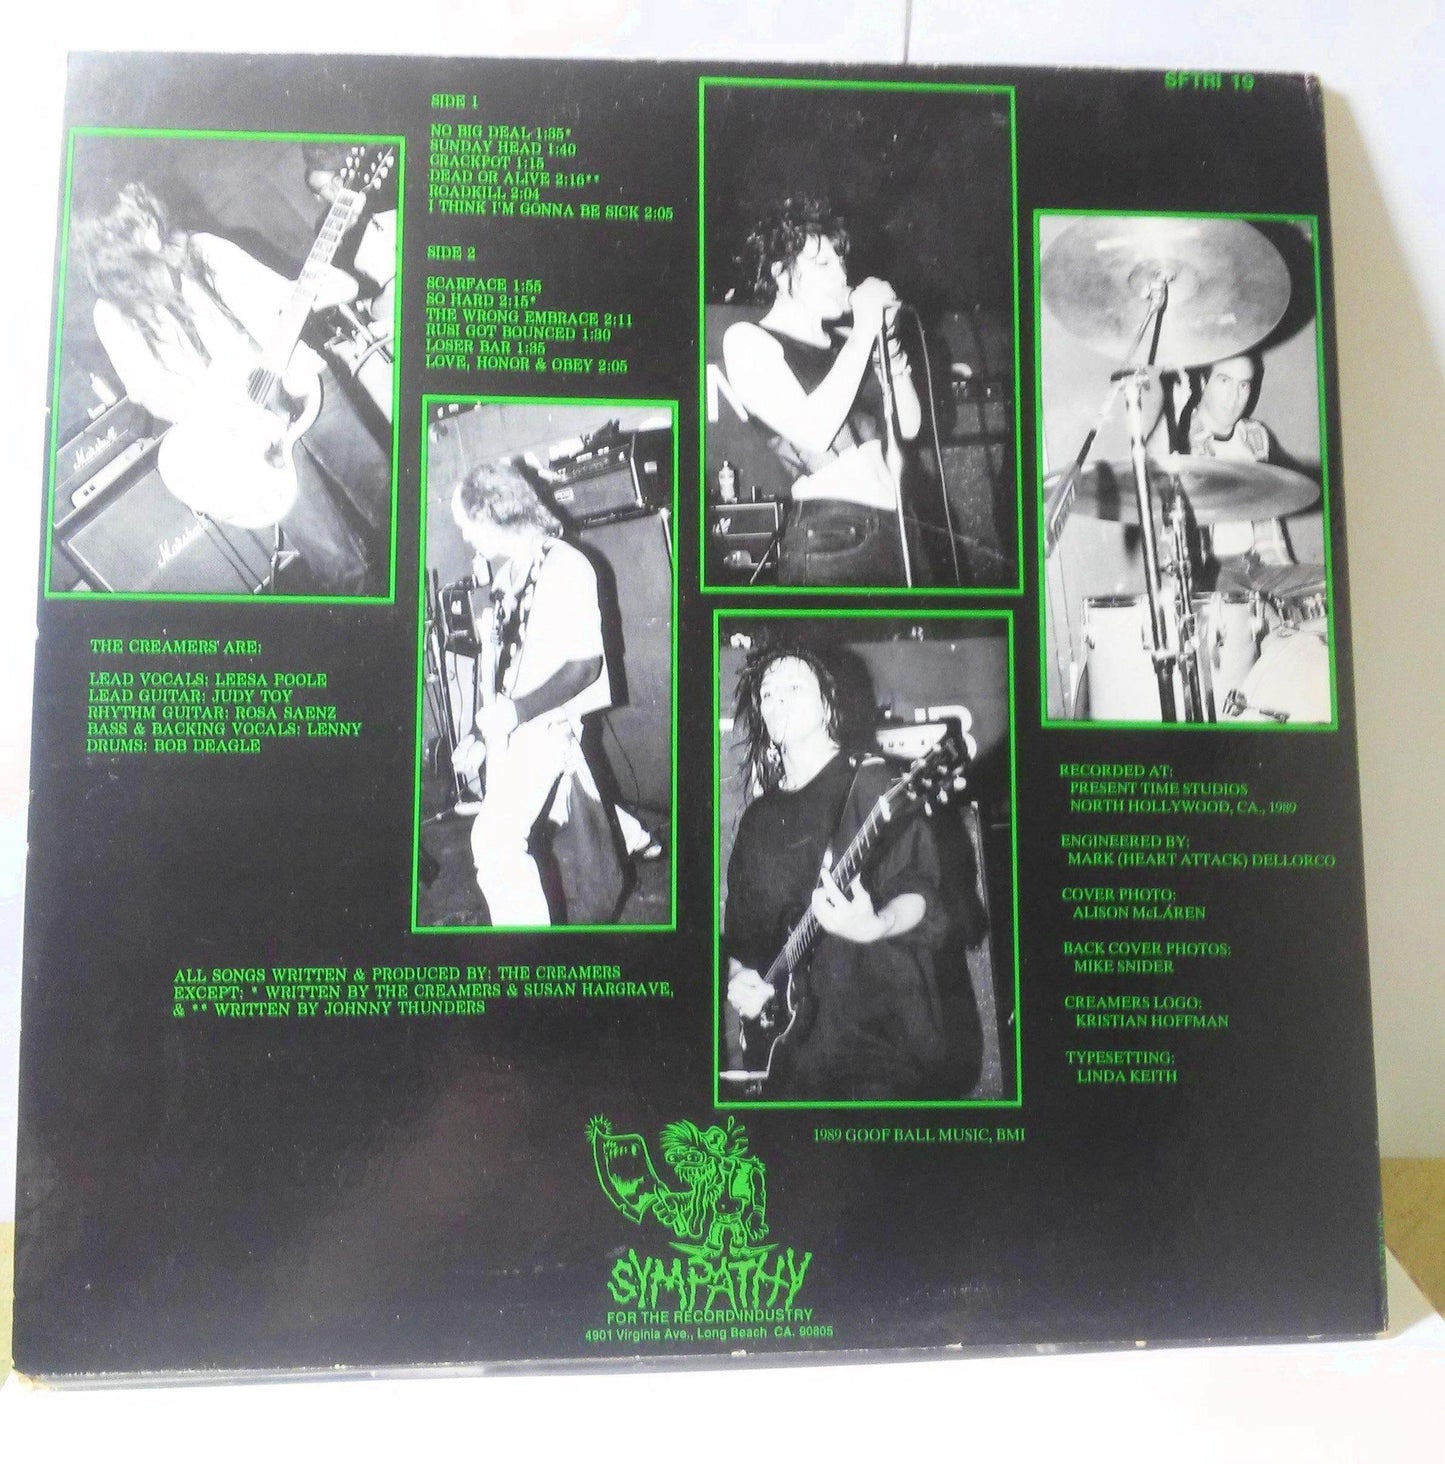 SFTRI 19
SIDE 1
NO BIG DEAL 1:35*
SUNDAY HEAD 1:40
CRACKPOT 1:15
DEAD OR ALIVE 2:16**
ROADKILL 2:04
I THINK I'M GONNA BE SICK 2:05
SIDE 2
SCARFACE 1:55
SO HARD 2:15*
THE WRONG EMBRACE 2:11
RUSI GOT BOUNCED 1:30
LOSER BAR 1:35
LOVE, HONOR & OBEY 2:05
Marshall
Marshall
THE CREAMERS ARE:
LEAD VOCALS: LEESA POOLE
LEAD GUITAR: JUDY TOY
RHYTHM GUITAR: ROSA SAENZ
BASS & BACKING VOCALS: LENNY
DRUMS: BOB DEAGLE
ALL SONGS WRITTEN & PRODUCED BY: THE CREAMERS
EXCEPT: * WRITTEN BY THE CREAMERS & SUSAN HARGRAVE,
& ** WRITTEN BY JOHNNY THUNDERS
RECORDED AT:
PRESENT TIME STUDIOS
NORTH HOLLYWOOD, CA., 1989
ENGINEERED BY:
MARK (HEART ATTACK) DELLORCO
COVER PHOTO:
ALISON McLAREN
BACK COVER PHOTOS:
MIKE SNIDER
CREAMERS LOGO:
KRISTIAN HOFFMAN
TYPESETTING:
LINDA KEITH
1989 GOOF BALL MUSIC, BMI
SYMPATHY
FOR THE RECORD INDUSTRY
4901 Virginia Ave., Long Beach CA. 90805